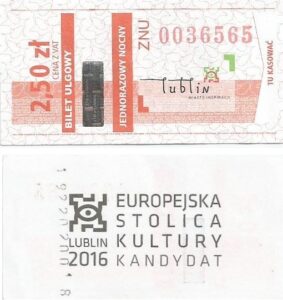 2,50 zł
CENA Z VAT
BILET ULGOWY
JEDNORAZOWY NOCNY
ZNU
0036565
Lublin
MIASTO INSPIRACJI
TU KASOWAĆ
EUROPEJSKA
STOLICA
LUBLIN KULTURY
2016 KANDYDAT